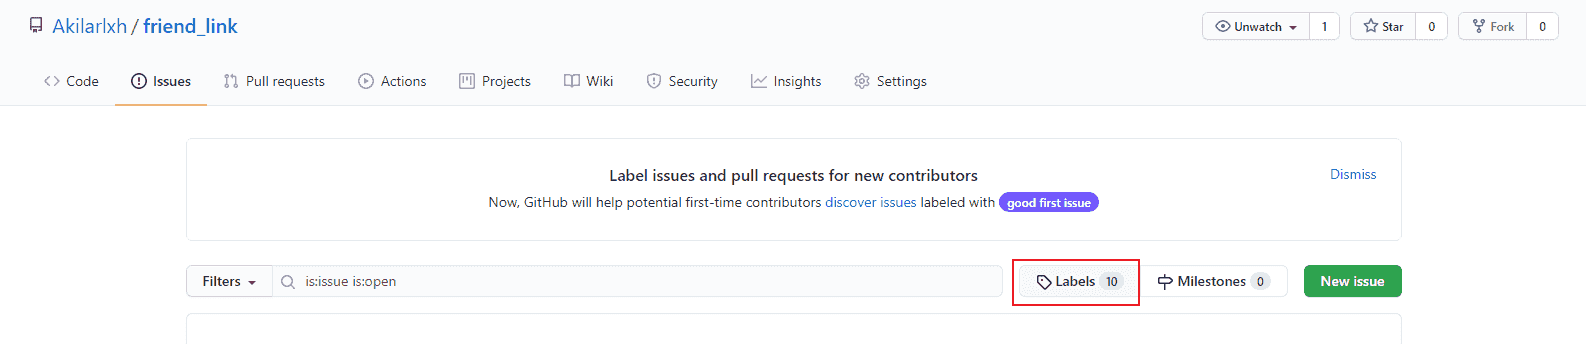 Akilarlxh / friend_link
Unwatch 1 Star 0 Fork 0
Code Issues Pull requests Actions Projects Wiki Security Insights Settings
Label issues and pull requests for new contributors
Dismiss
Now, GitHub will help potential first-time contributors discover issues labeled with good first issue
Filters is:issue is:open Labels 10 Milestones 0 New issue